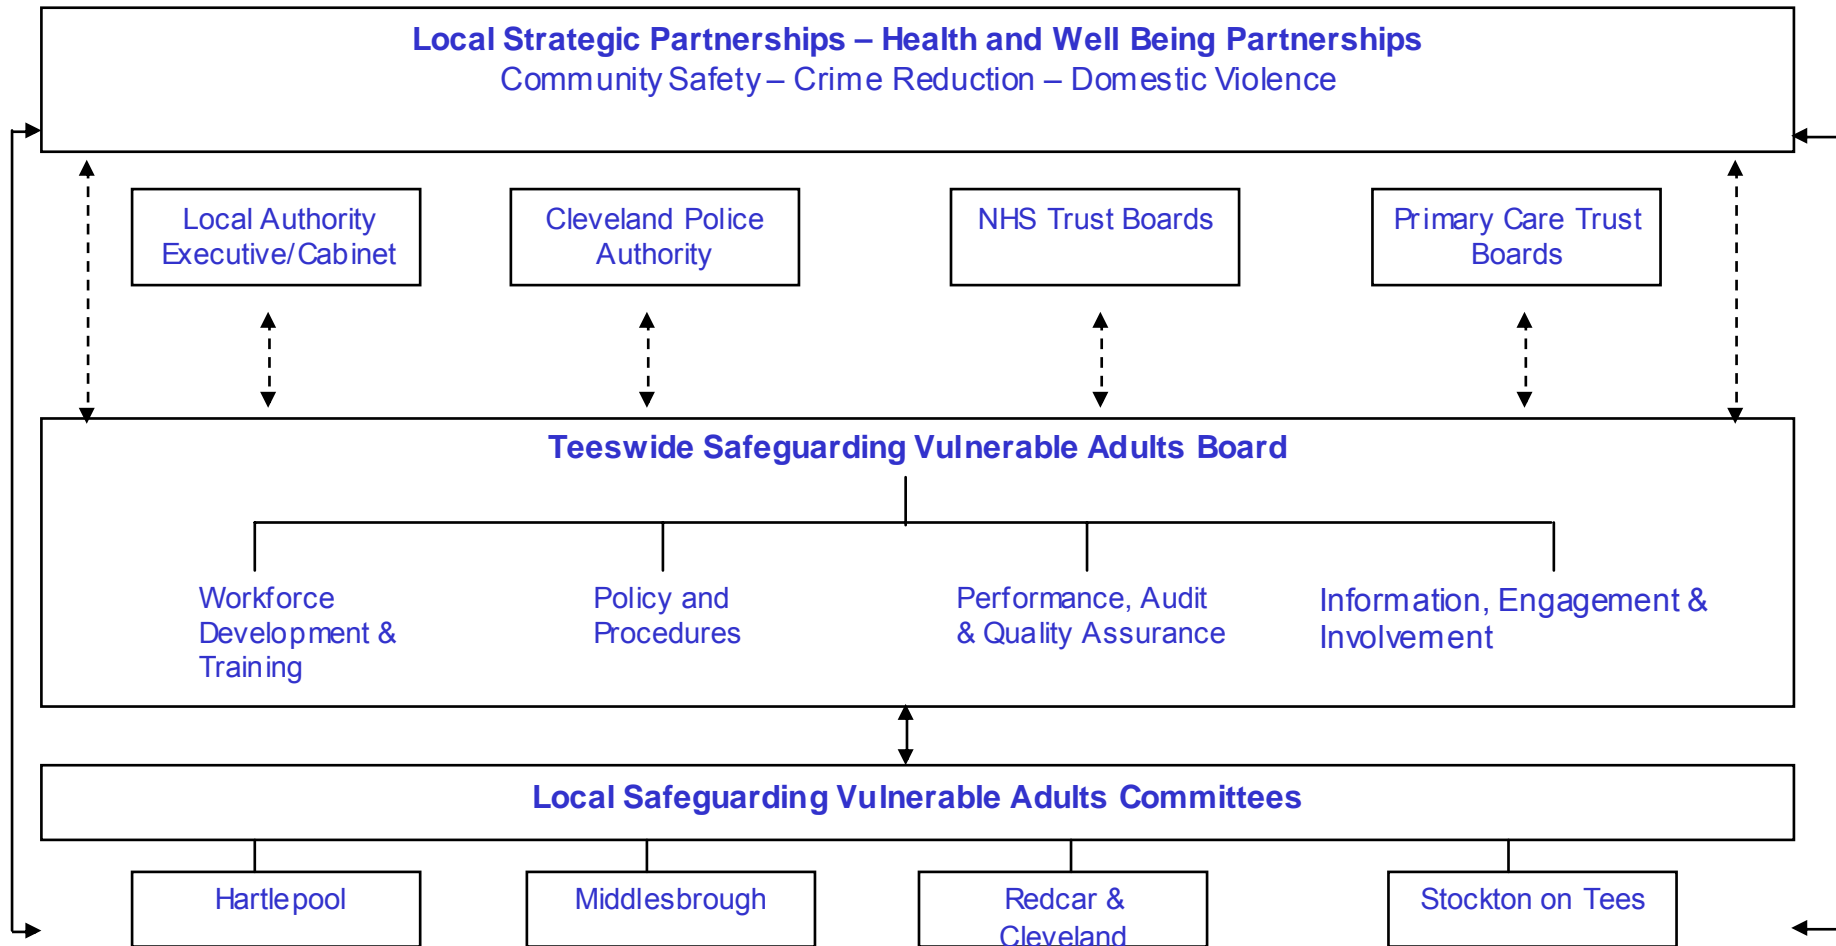 Local Strategic Partnerships – Health and Well Being Partnerships
Community Safety – Crime Reduction – Domestic Violence
Local Authority
Executive/Cabinet
Cleveland Police
Authority
NHS Trust Boards
Primary Care Trust
Boards
Teeswide Safeguarding Vulnerable Adults Board
Workforce
Development &
Training
Policy and
Procedures
Performance, Audit
& Quality Assurance
Information, Engagement &
Involvement
Local Safeguarding Vulnerable Adults Committees
Hartlepool
Middlesbrough
Redcar &
Cleveland
Stockton on Tees